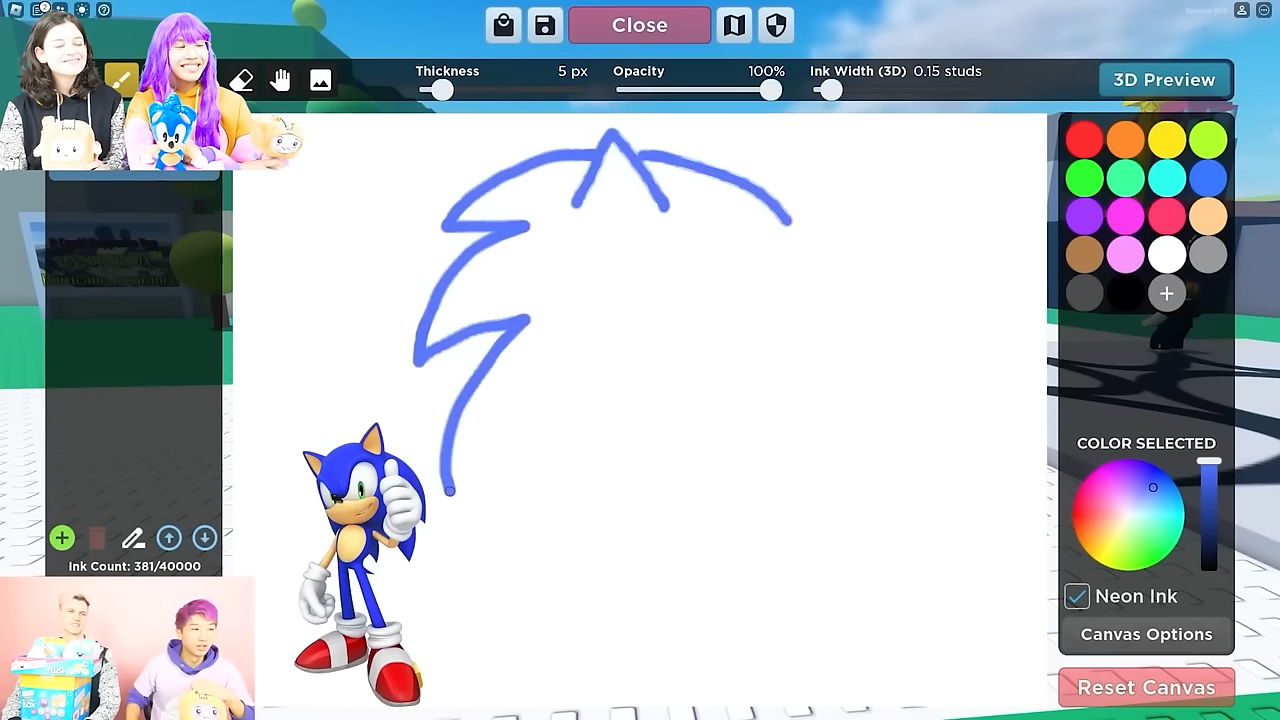 Close
Thickness 5 px Opacity 100% Ink Width (3D) 0.15 studs
3D Preview
COLOR SELECTED
Neon Ink
Canvas Options
Reset Canvas
Ink Count: 381/40000